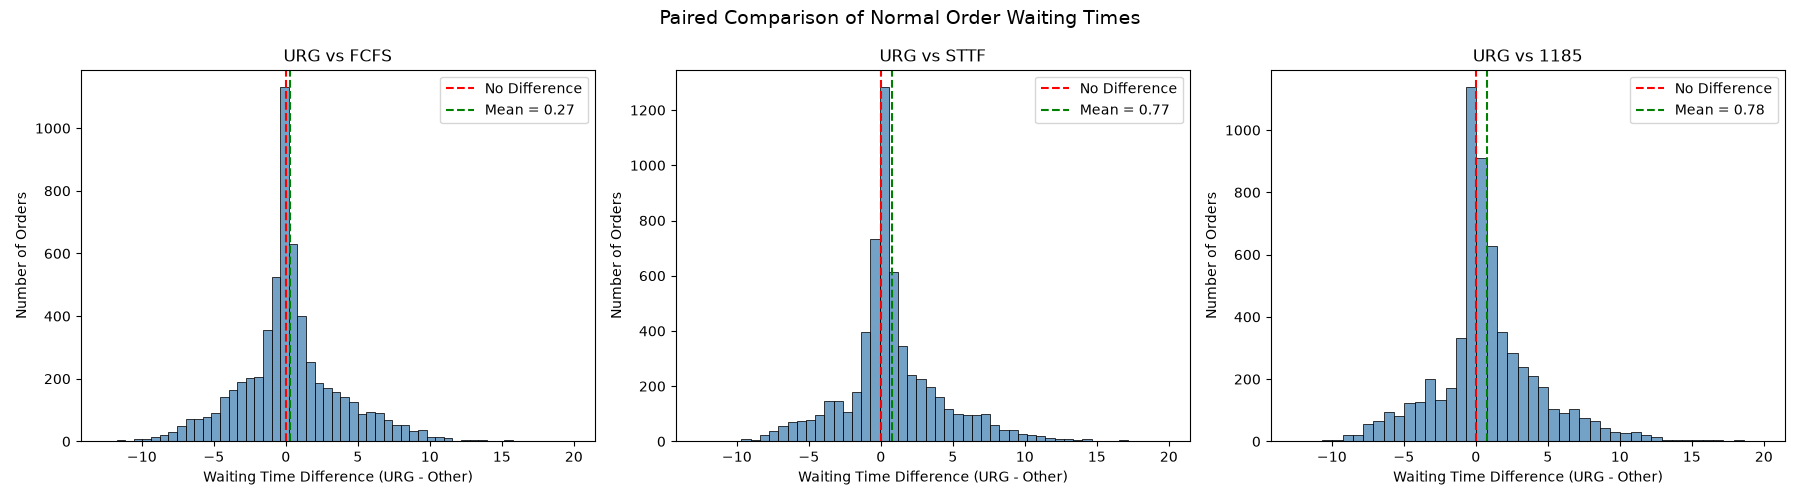 Paired Comparison of Normal Order Waiting Times
URG vs FCFS
No Difference
Mean = 0.27
Number of Orders
0
200
400
600
800
1000
−10
−5
0
5
10
15
20
Waiting Time Difference (URG - Other)
URG vs STTF
No Difference
Mean = 0.77
Number of Orders
0
200
400
600
800
1000
1200
−10
−5
0
5
10
15
20
Waiting Time Difference (URG - Other)
URG vs 1185
No Difference
Mean = 0.78
Number of Orders
0
200
400
600
800
1000
−10
−5
0
5
10
15
20
Waiting Time Difference (URG - Other)